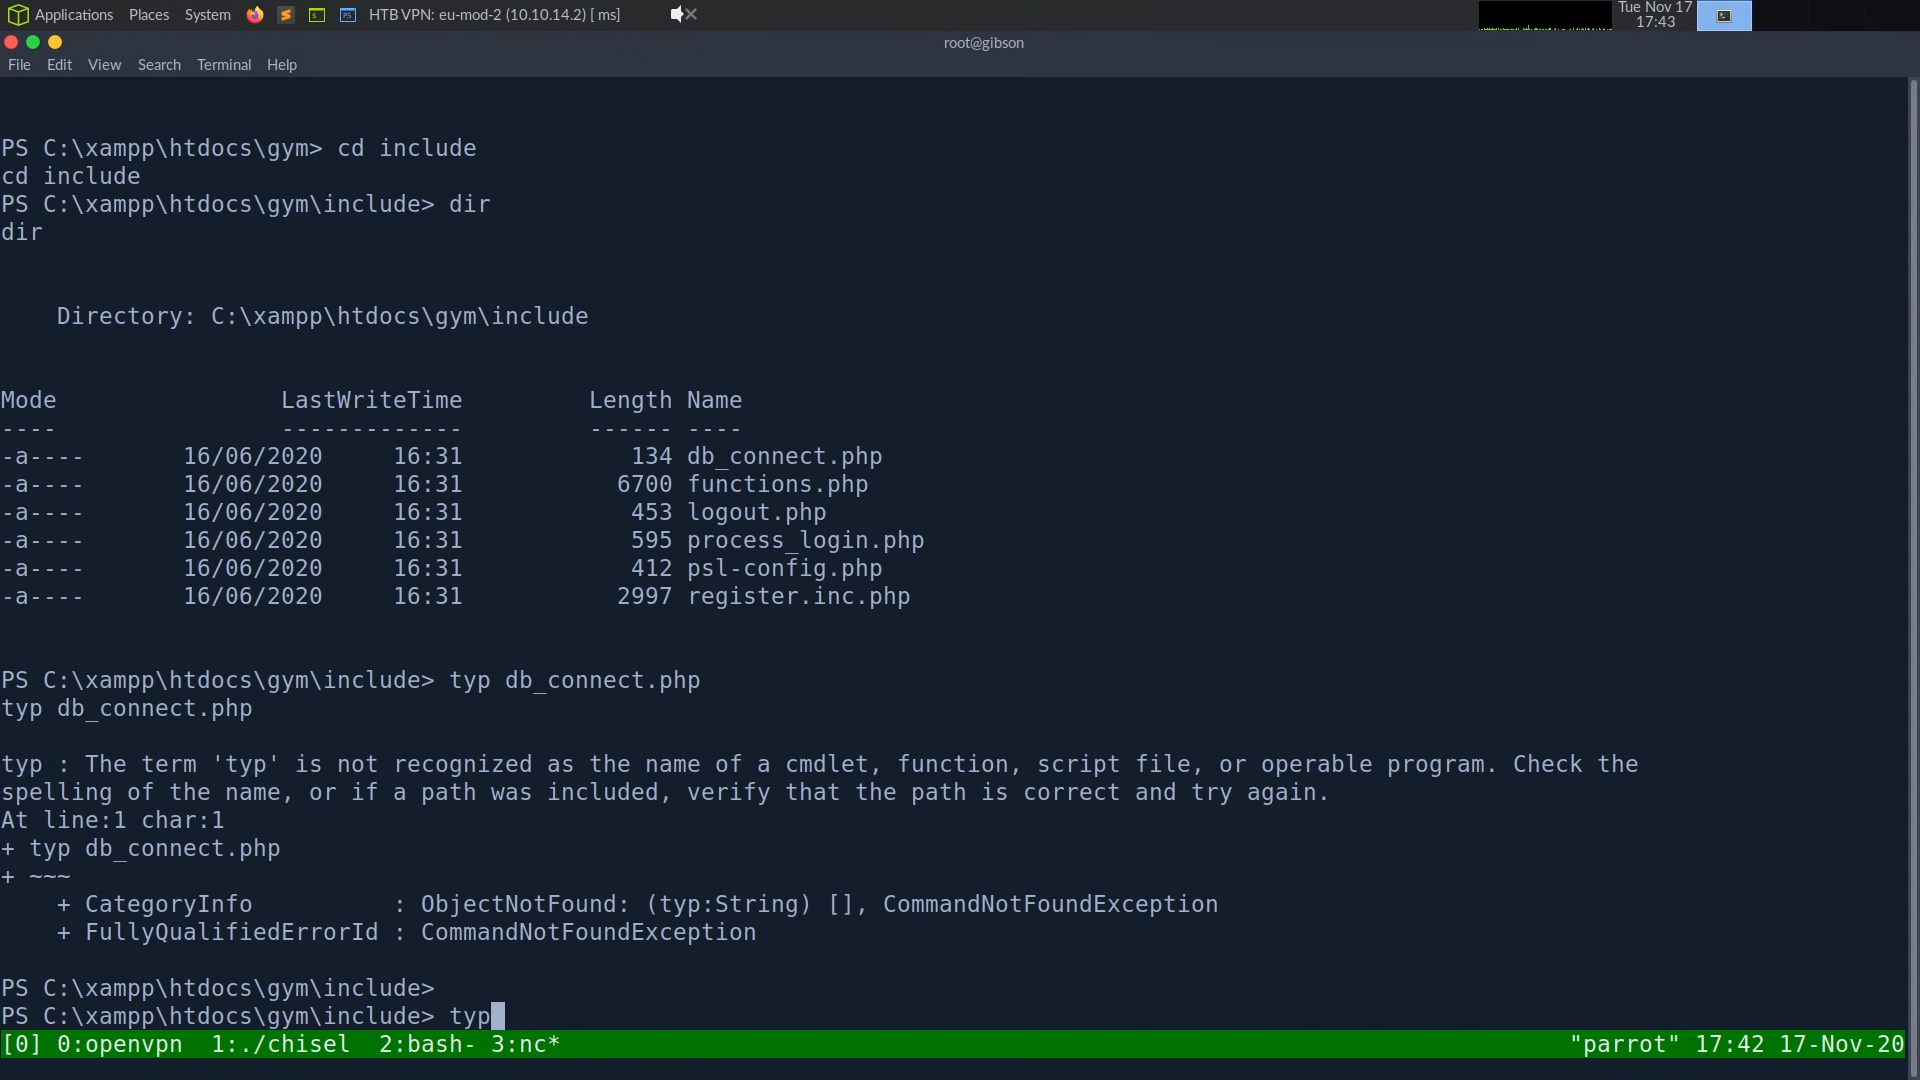 Applications Places System HTB VPN: eu-mod-2 (10.10.14.2) [ ms] Tue Nov 17
17:43
root@gibson
File Edit View Search Terminal Help
PS C:\xampp\htdocs\gym> cd include
cd include
PS C:\xampp\htdocs\gym\include> dir
dir
    Directory: C:\xampp\htdocs\gym\include
Mode                LastWriteTime         Length Name
----                -------------         ------ ----
-a----       16/06/2020     16:31            134 db_connect.php
-a----       16/06/2020     16:31           6700 functions.php
-a----       16/06/2020     16:31            453 logout.php
-a----       16/06/2020     16:31            595 process_login.php
-a----       16/06/2020     16:31            412 psl-config.php
-a----       16/06/2020     16:31           2997 register.inc.php
PS C:\xampp\htdocs\gym\include> typ db_connect.php
typ db_connect.php
typ : The term 'typ' is not recognized as the name of a cmdlet, function, script file, or operable program. Check the
spelling of the name, or if a path was included, verify that the path is correct and try again.
At line:1 char:1
+ typ db_connect.php
+ ~~~
    + CategoryInfo          : ObjectNotFound: (typ:String) [], CommandNotFoundException
    + FullyQualifiedErrorId : CommandNotFoundException
PS C:\xampp\htdocs\gym\include>
PS C:\xampp\htdocs\gym\include> typ
[0] 0:openvpn  1:./chisel  2:bash- 3:nc* "parrot" 17:42 17-Nov-20